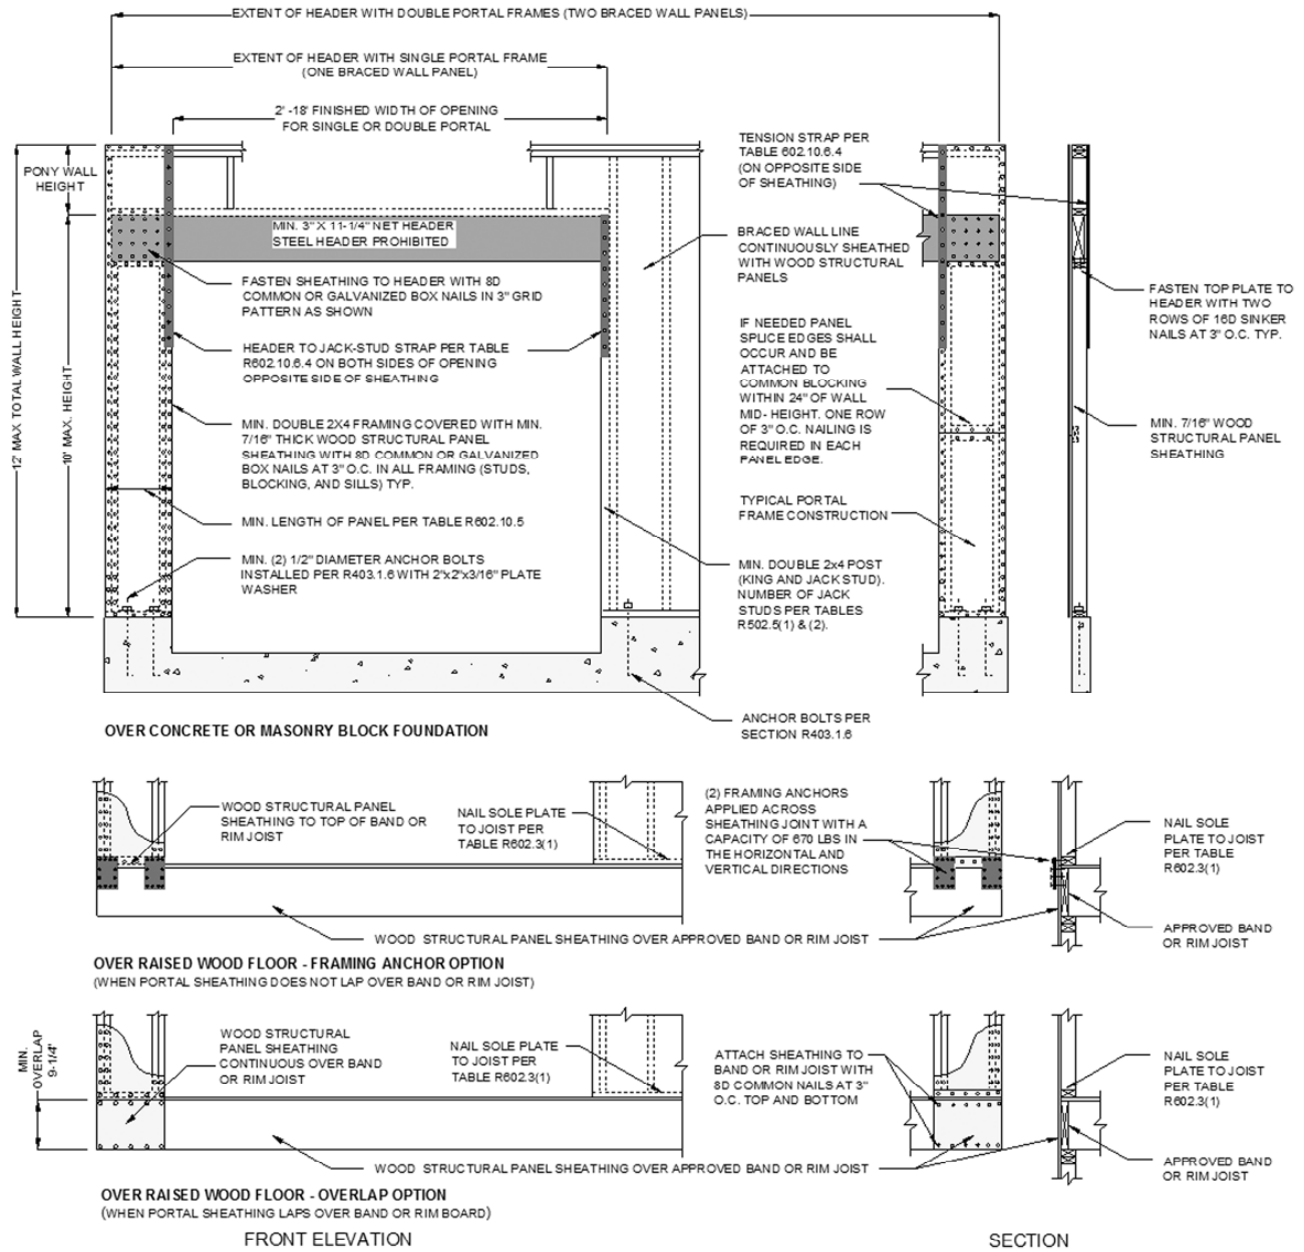 EXTENT OF HEADER WITH DOUBLE PORTAL FRAMES (TWO BRACED WALL PANELS)
EXTENT OF HEADER WITH SINGLE PORTAL FRAME
(ONE BRACED WALL PANEL)
2' -18' FINISHED WIDTH OF OPENING
FOR SINGLE OR DOUBLE PORTAL
PONY WALL
HEIGHT
12' MAX TOTAL WALL HEIGHT
10' MAX. HEIGHT
MIN. 3" X 11-1/4" NET HEADER
STEEL HEADER PROHIBITED
FASTEN SHEATHING TO HEADER WITH 8D
COMMON OR GALVANIZED BOX NAILS IN 3" GRID
PATTERN AS SHOWN
HEADER TO JACK-STUD STRAP PER TABLE
R602.10.6.4 ON BOTH SIDES OF OPENING
OPPOSITE SIDE OF SHEATHING
MIN. DOUBLE 2X4 FRAMING COVERED WITH MIN.
7/16" THICK WOOD STRUCTURAL PANEL
SHEATHING WITH 8D COMMON OR GALVANIZED
BOX NAILS AT 3" O.C. IN ALL FRAMING (STUDS,
BLOCKING, AND SILLS) TYP.
MIN. LENGTH OF PANEL PER TABLE R602.10.5
MIN. (2) 1/2" DIAMETER ANCHOR BOLTS
INSTALLED PER R403.1.6 WITH 2"x2"x3/16" PLATE
WASHER
TENSION STRAP PER
TABLE 602.10.6.4
(ON OPPOSITE SIDE
OF SHEATHING)
BRACED WALL LINE
CONTINUOUSLY SHEATHED
WITH WOOD STRUCTURAL
PANELS
IF NEEDED PANEL
SPLICE EDGES SHALL
OCCUR AND BE
ATTACHED TO
COMMON BLOCKING
WITHIN 24" OF WALL
MID- HEIGHT. ONE ROW
OF 3" O.C. NAILING IS
REQUIRED IN EACH
PANEL EDGE.
TYPICAL PORTAL
FRAME CONSTRUCTION
MIN. DOUBLE 2x4 POST
(KING AND JACK STUD).
NUMBER OF JACK
STUDS PER TABLES
R502.5(1) & (2).
ANCHOR BOLTS PER
SECTION R403.1.6
FASTEN TOP PLATE TO
HEADER WITH TWO
ROWS OF 16D SINKER
NAILS AT 3" O.C. TYP.
MIN. 7/16" WOOD
STRUCTURAL PANEL
SHEATHING
OVER CONCRETE OR MASONRY BLOCK FOUNDATION
WOOD STRUCTURAL PANEL
SHEATHING TO TOP OF BAND OR
RIM JOIST
NAIL SOLE PLATE
TO JOIST PER
TABLE R602.3(1)
(2) FRAMING ANCHORS
APPLIED ACROSS
SHEATHING JOINT WITH A
CAPACITY OF 670 LBS IN
THE HORIZONTAL AND
VERTICAL DIRECTIONS
NAIL SOLE
PLATE TO JOIST
PER TABLE
R602.3(1)
WOOD STRUCTURAL PANEL SHEATHING OVER APPROVED BAND OR RIM JOIST
APPROVED BAND
OR RIM JOIST
OVER RAISED WOOD FLOOR - FRAMING ANCHOR OPTION
(WHEN PORTAL SHEATHING DOES NOT LAP OVER BAND OR RIM JOIST)
MIN.
OVERLAP
9-1/4'
WOOD STRUCTURAL
PANEL SHEATHING
CONTINUOUS OVER BAND
OR RIM JOIST
NAIL SOLE PLATE
TO JOIST PER
TABLE R602.3(1)
ATTACH SHEATHING TO
BAND OR RIM JOIST WITH
8D COMMON NAILS AT 3"
O.C. TOP AND BOTTOM
NAIL SOLE
PLATE TO JOIST
PER TABLE
R602.3(1)
WOOD STRUCTURAL PANEL SHEATHING OVER APPROVED BAND OR RIM JOIST
APPROVED BAND
OR RIM JOIST
OVER RAISED WOOD FLOOR - OVERLAP OPTION
(WHEN PORTAL SHEATHING LAPS OVER BAND OR RIM BOARD)
FRONT ELEVATION
SECTION